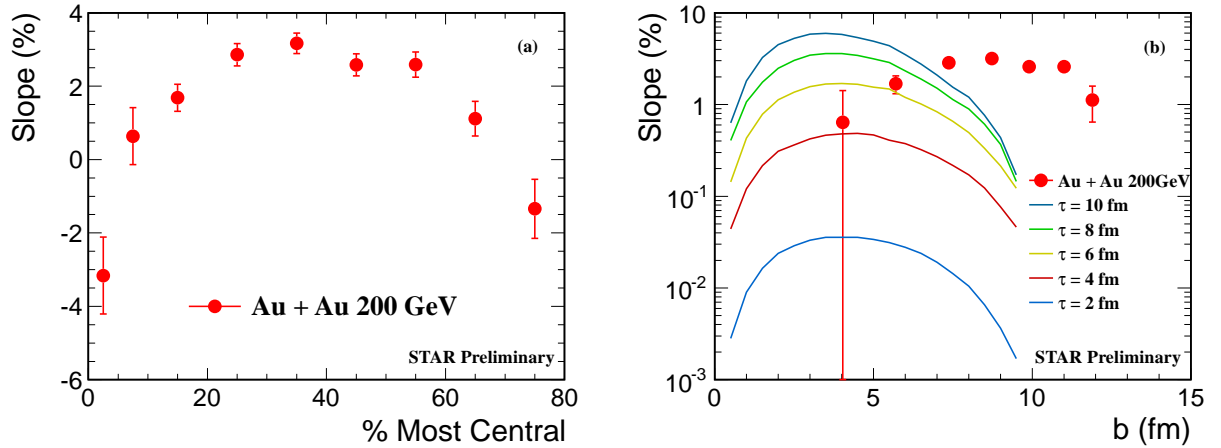 Slope (%)
4
2
0
-2
-4
-6
(a)
Au + Au 200 GeV
STAR Preliminary
0 20 40 60 80
% Most Central
Slope (%)
10
1
10-1
10-2
10-3
(b)
Au + Au 200GeV
τ = 10 fm
τ = 8 fm
τ = 6 fm
τ = 4 fm
τ = 2 fm
STAR Preliminary
0 5 10 15
b (fm)